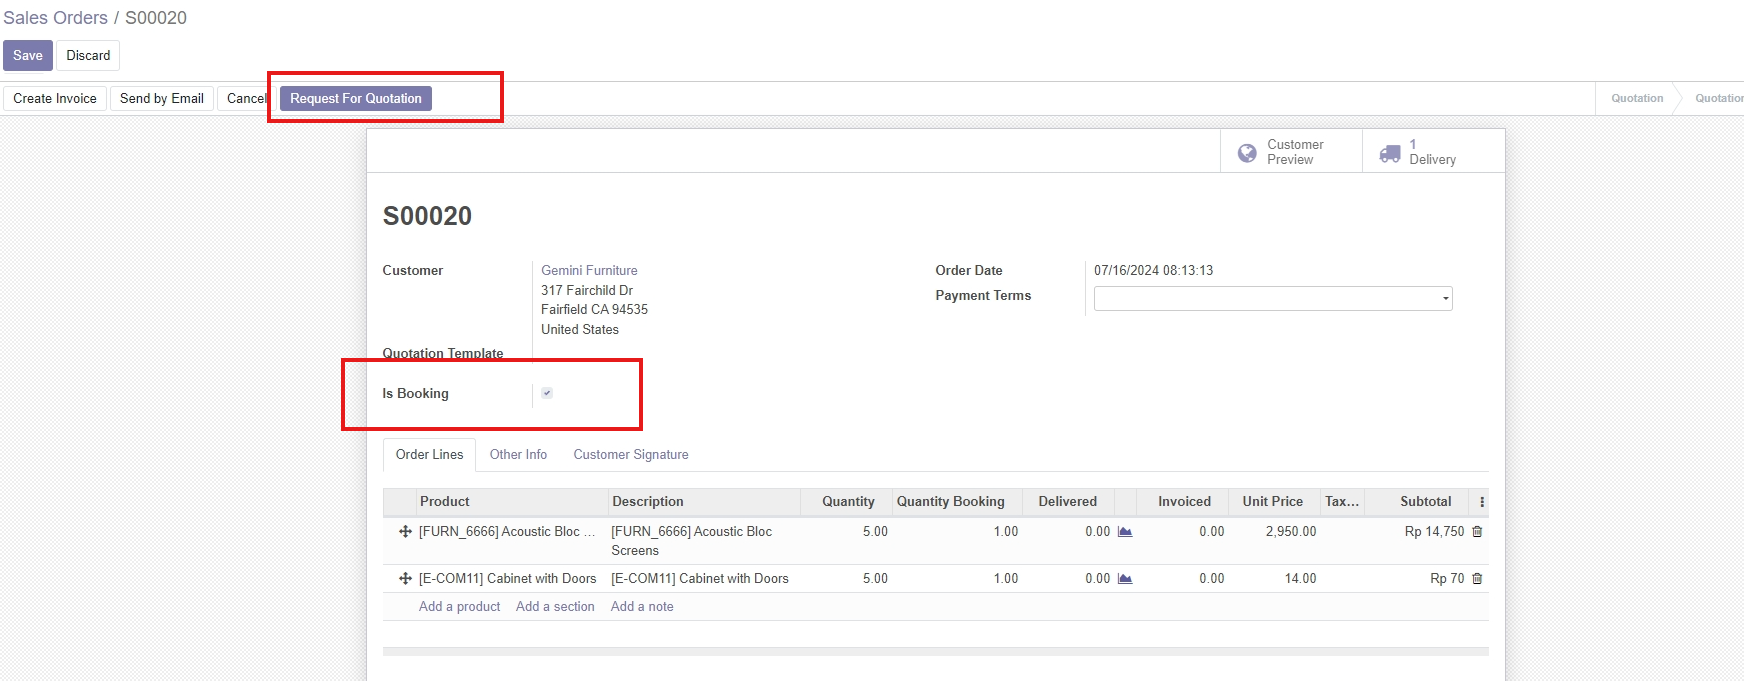 Sales Orders / S00020
Save Discard
Create Invoice Send by Email Cancel Request For Quotation Quotation Quotation
Customer Preview
1 Delivery
S00020
Customer Gemini Furniture Order Date 07/16/2024 08:13:13
317 Fairchild Dr Payment Terms
Fairfield CA 94535
United States
Quotation Template
Is Booking
Order Lines Other Info Customer Signature
Product Description Quantity Quantity Booking Delivered Invoiced Unit Price Tax... Subtotal
[FURN_6666] Acoustic Bloc ... [FURN_6666] Acoustic Bloc 5.00 1.00 0.00 0.00 2,950.00 Rp 14,750
Screens
[E-COM11] Cabinet with Doors [E-COM11] Cabinet with Doors 5.00 1.00 0.00 0.00 14.00 Rp 70
Add a product Add a section Add a note